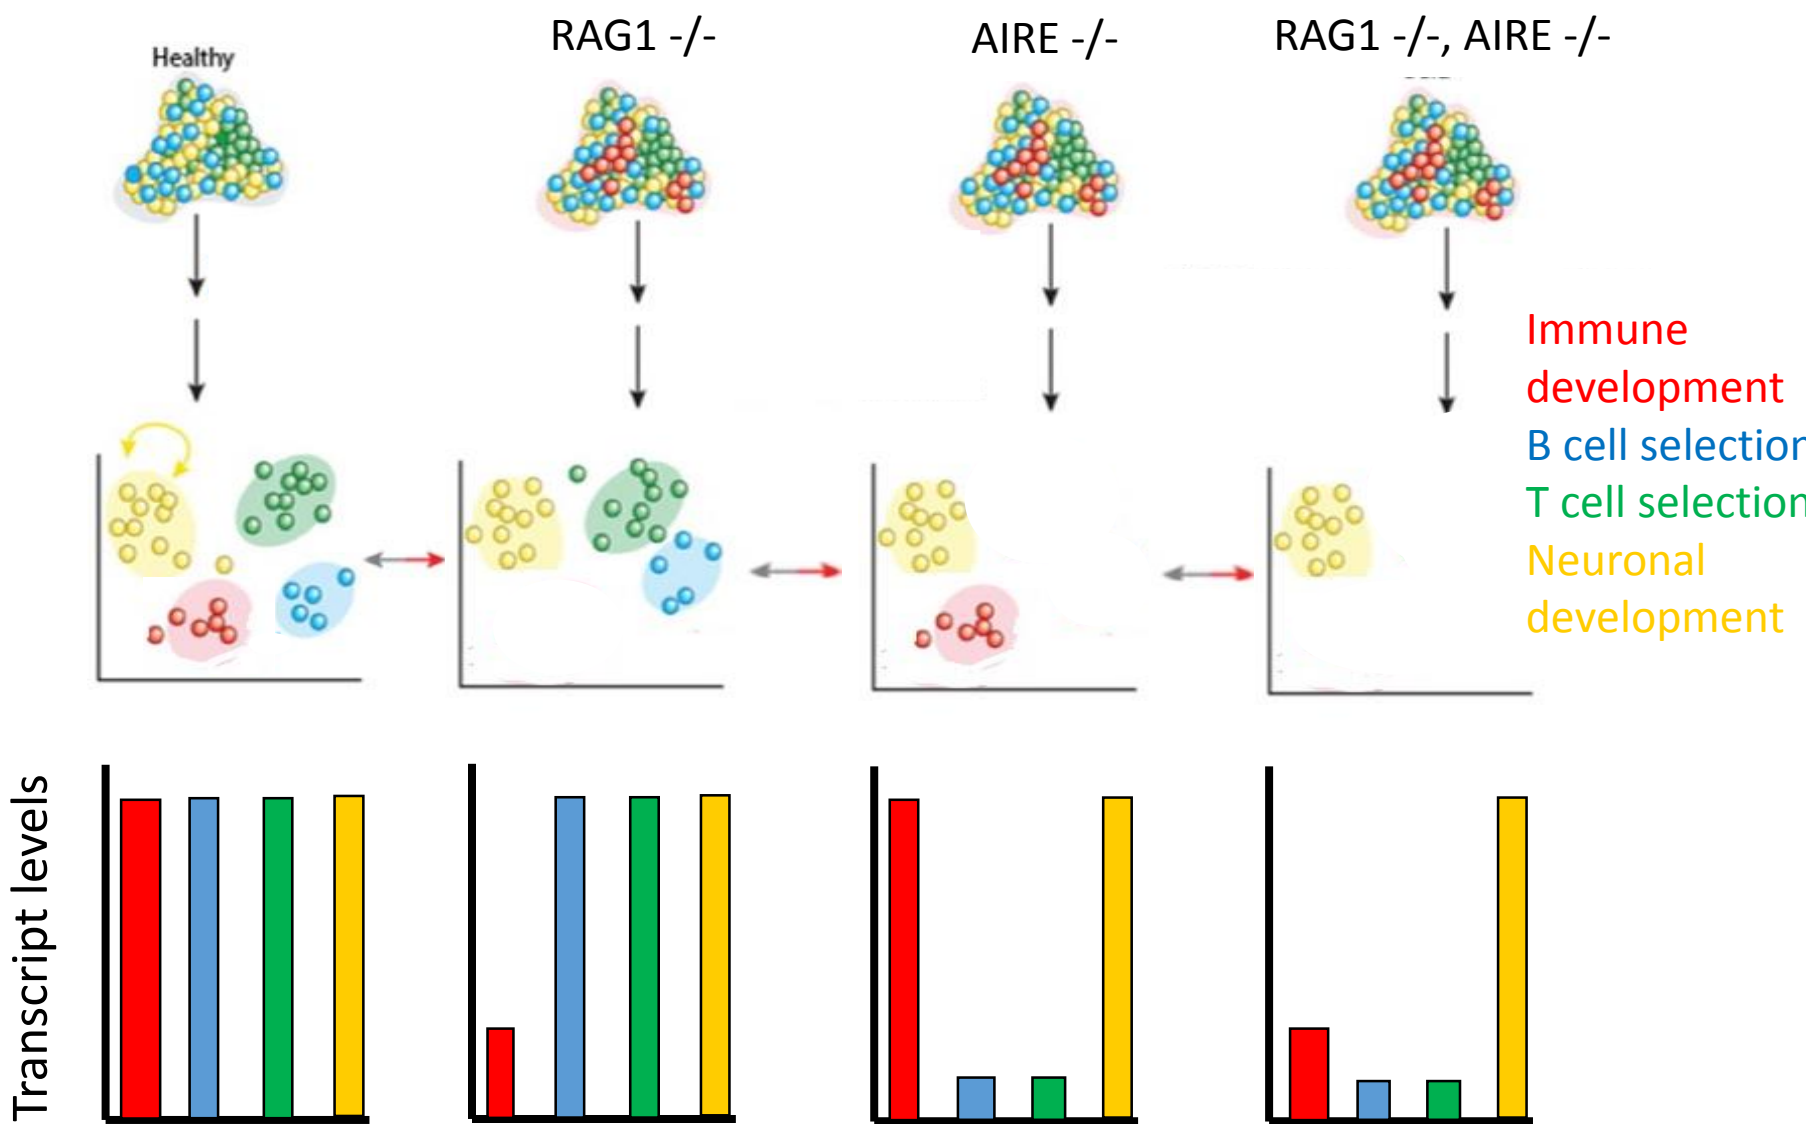 RAG1 -/-
AIRE -/-
RAG1 -/-, AIRE -/-
Healthy
Immune
development
B cell selection
T cell selection
Neuronal
development
Transcript levels